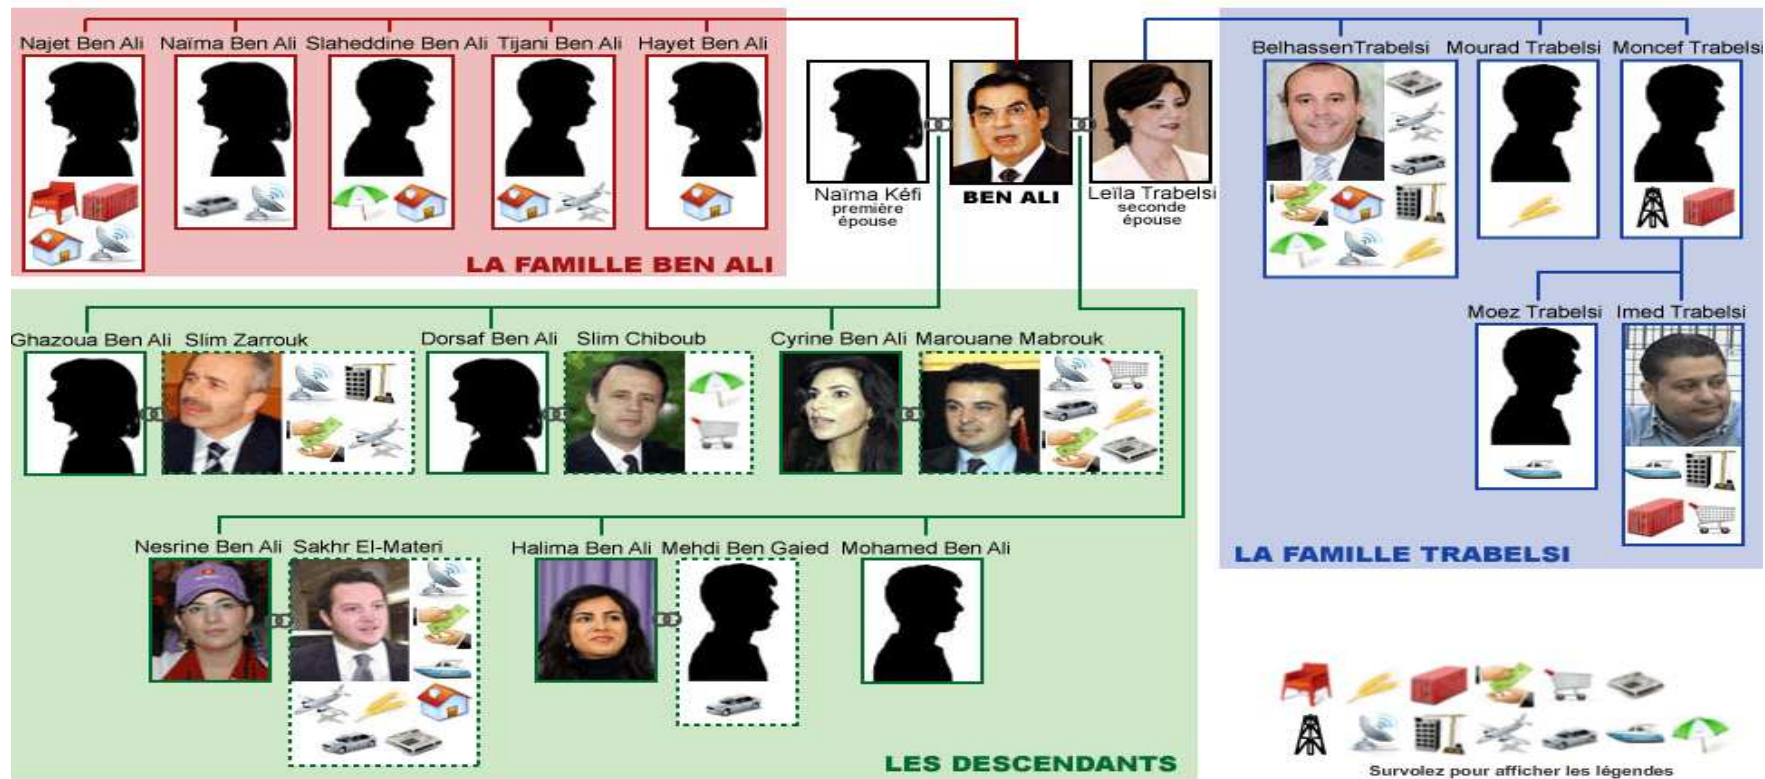 Najet Ben Ali
Naïma Ben Ali
Slaheddine Ben Ali
Tijani Ben Ali
Hayet Ben Ali
LA FAMILLE BEN ALI
Naïma Kéfi
première
épouse
BEN ALI
Leïla Trabelsi
seconde
épouse
BelhassenTrabelsi
Mourad Trabelsi
Moncef Trabelsi
Moez Trabelsi
Imed Trabelsi
LA FAMILLE TRABELSI
Ghazoua Ben Ali
Slim Zarrouk
Dorsaf Ben Ali
Slim Chiboub
Cyrine Ben Ali
Marouane Mabrouk
Nesrine Ben Ali
Sakhr El-Materi
Halima Ben Ali
Mehdi Ben Gaied
Mohamed Ben Ali
LES DESCENDANTS
Survolez pour afficher les légendes